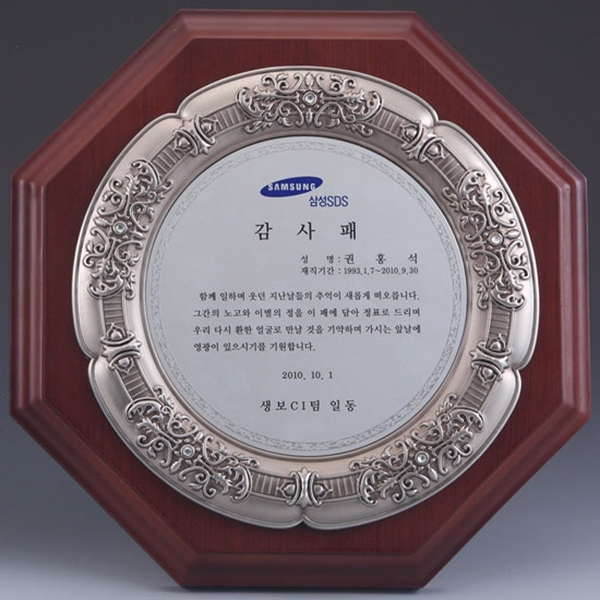 SAMSUNG
삼성SDS
감 사 패
성 명 : 권 홍 석
재직기간 : 1993.1.7~2010.9.30
함께 일하며 웃던 지난날들의 추억이 새롭게 떠오릅니다.
그간의 노고와 이별의 정을 이 패에 담아 정표로 드리며
우리 다시 환한 얼굴로 만날 것을 기약하며 가시는 앞날에
영광이 있으시기를 기원합니다.
2010. 10. 1
생보CI팀 일동